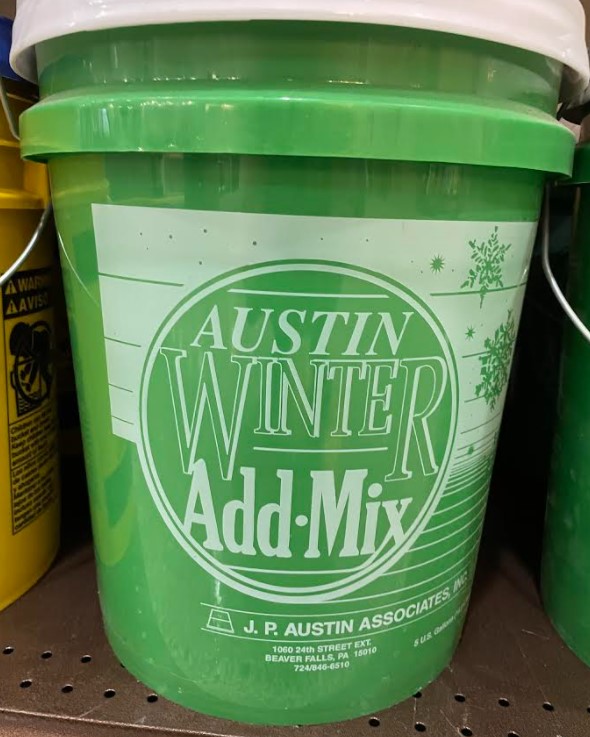 AUSTIN
WINTER
Add·Mix
J. P. AUSTIN ASSOCIATES, INC.
1060 24th STREET EXT.
BEAVER FALLS, PA 15010
724/846-6510
5 U.S. Gallons
WARN
AVISO